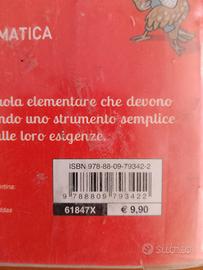 MATICA
uola elementare che devono
ndo uno strumento semplice
alle loro esigenze.
ISBN 978-88-09-79342-2
9 788809 793422
61847X
€ 9,90
SUBITO